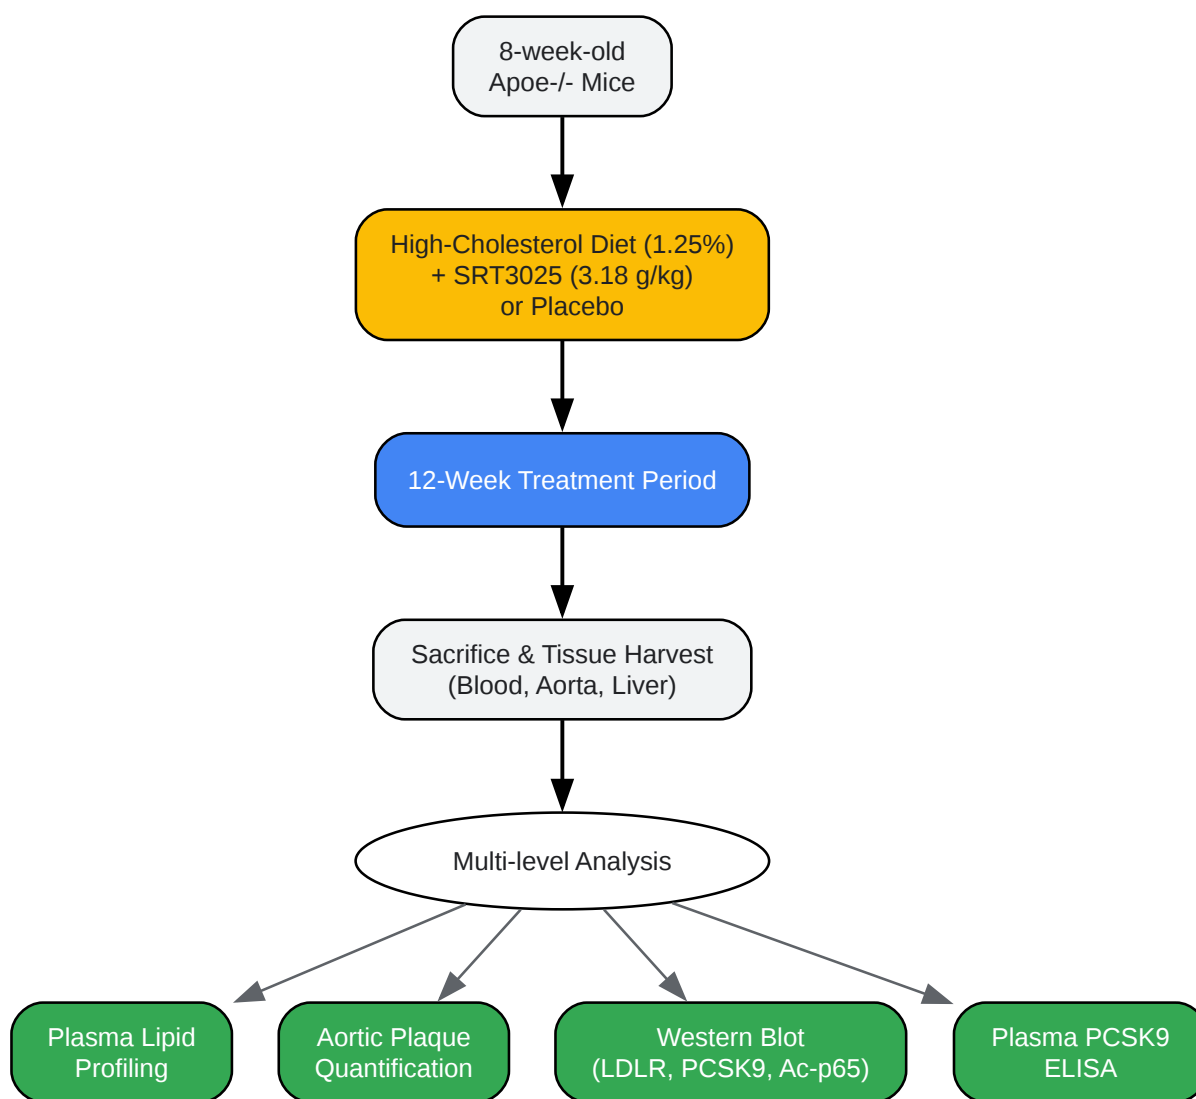 8-week-old
Apoe-/- Mice
High-Cholesterol Diet (1.25%)
+ SRT3025 (3.18 g/kg)
or Placebo
12-Week Treatment Period
Sacrifice & Tissue Harvest
(Blood, Aorta, Liver)
Multi-level Analysis
Plasma Lipid
Profiling
Aortic Plaque
Quantification
Western Blot
(LDLR, PCSK9, Ac-p65)
Plasma PCSK9
ELISA